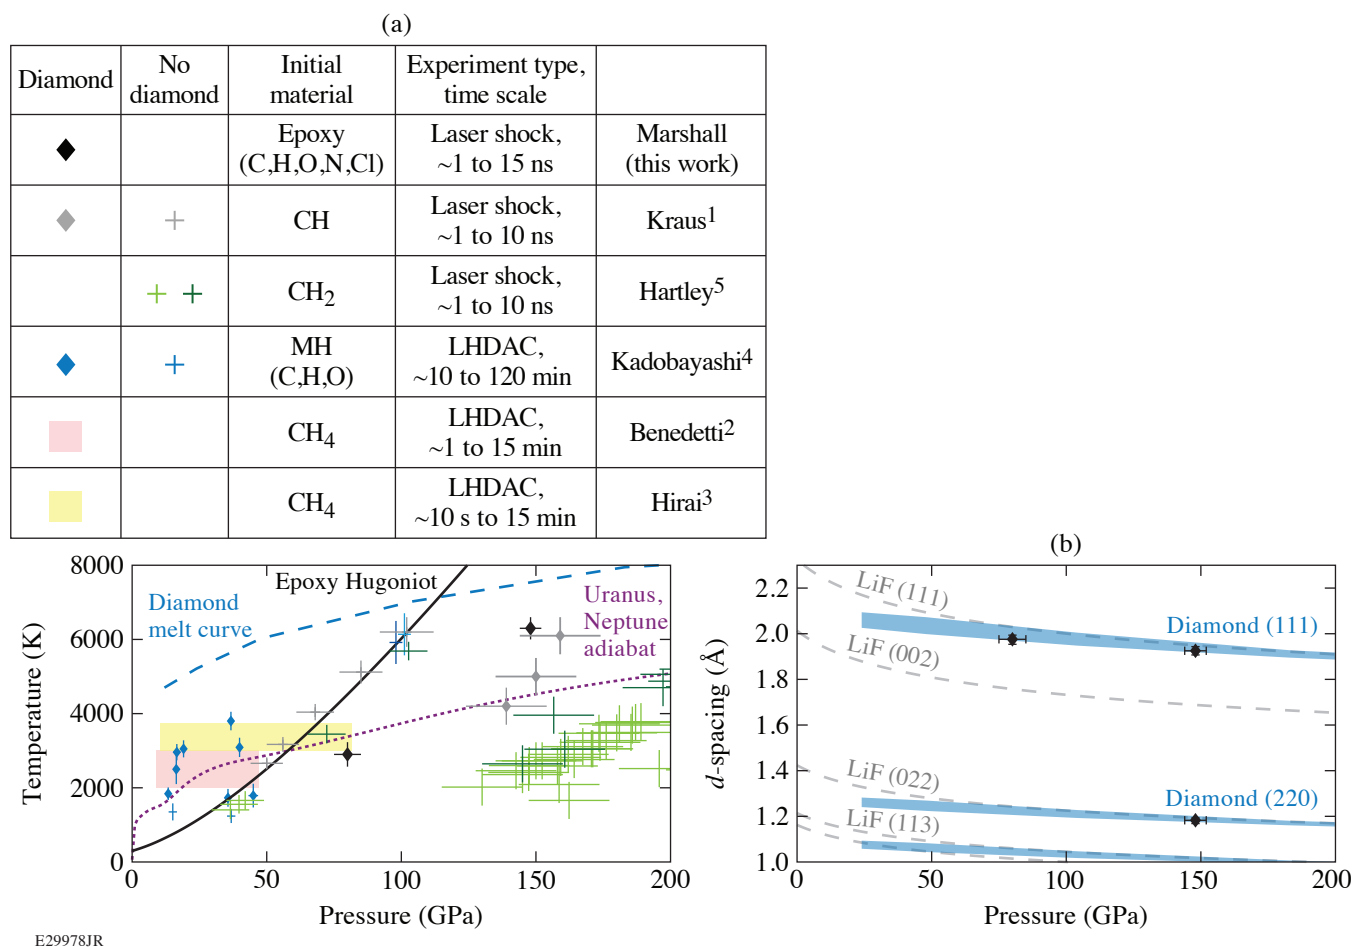 (a)
Diamond
No
diamond
Initial
material
Experiment type,
time scale
Epoxy
(C,H,O,N,Cl)
Laser shock,
~1 to 15 ns
Marshall
(this work)
CH
Laser shock,
~1 to 10 ns
Kraus1
CH2
Laser shock,
~1 to 10 ns
Hartley5
MH
(C,H,O)
LHDAC,
~10 to 120 min
Kadobayashi4
CH4
LHDAC,
~1 to 15 min
Benedetti2
CH4
LHDAC,
~10 s to 15 min
Hirai3
8000
6000
4000
2000
0
Temperature (K)
Epoxy Hugoniot
Diamond
melt curve
Uranus,
Neptune
adiabat
0
50
100
150
200
Pressure (GPa)
(b)
2.2
2.0
1.8
1.6
1.4
1.2
1.0
d-spacing (Å)
LiF (111)
Diamond (111)
LiF (002)
LiF (022)
Diamond (220)
LiF (113)
0
50
100
150
200
Pressure (GPa)
E29978JR